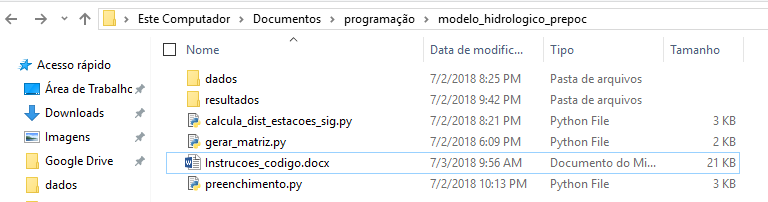 Este Computador > Documentos > programação > modelo_hidrologico_prepoc
Nome Data de modific... Tipo Tamanho
Acesso rápido
Área de Trabalho
Downloads
Imagens
Google Drive
dados
dados 7/2/2018 8:25 PM Pasta de arquivos
resultados 7/2/2018 9:42 PM Pasta de arquivos
calcula_dist_estacoes_sig.py 7/2/2018 8:21 PM Python File 3 KB
gerar_matriz.py 7/2/2018 6:09 PM Python File 2 KB
Instrucoes_codigo.docx 7/3/2018 9:56 AM Documento do Mi... 21 KB
preenchimento.py 7/2/2018 10:13 PM Python File 3 KB